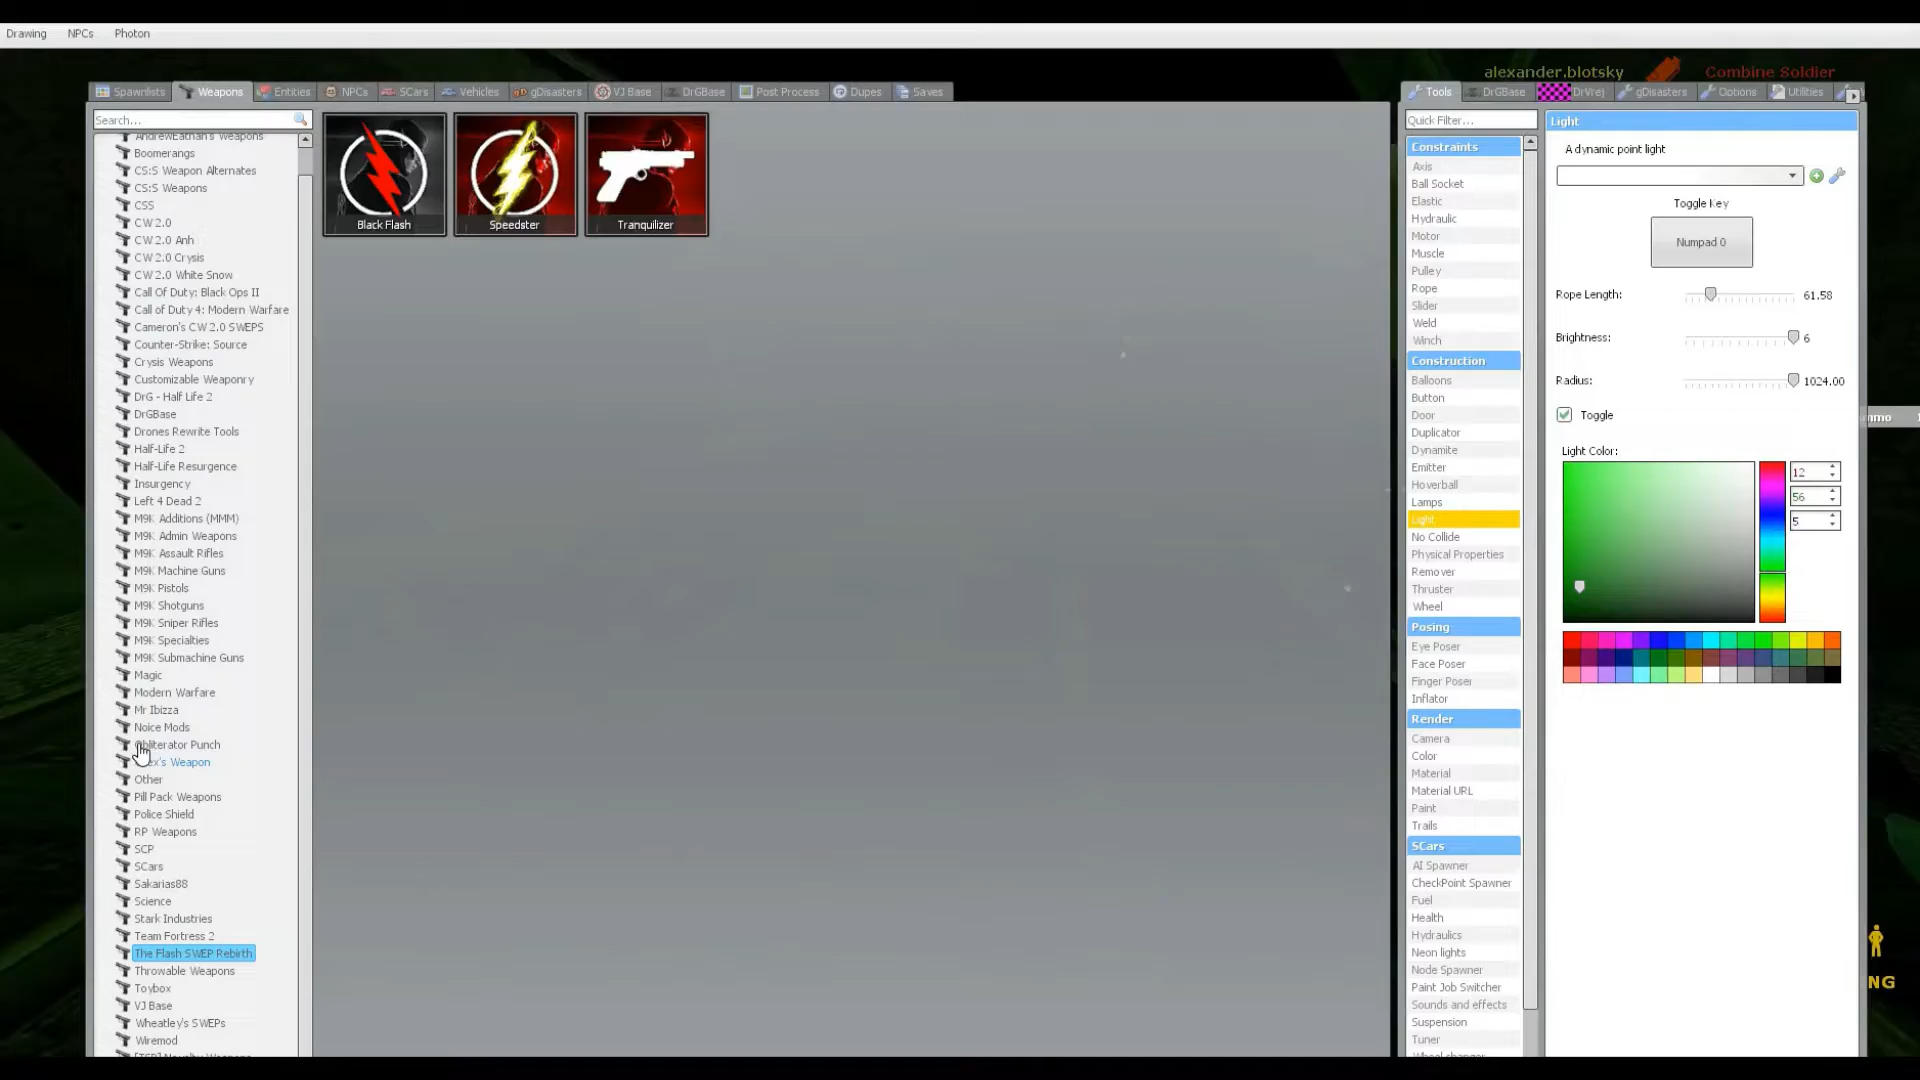 Drawing NPCs Photon
alexander.blotsky Combine Soldier
Spawnlists Weapons Entities NPCs SCars Vehicles gDisasters VJ Base DrGBase Post Process Dupes Saves
Search...
AndrewEathan's Weapons
Boomerangs
CS:S Weapon Alternates
CS:S Weapons
CSS
CW 2.0
CW 2.0 Anh
CW 2.0 Crysis
CW 2.0 White Snow
Call Of Duty: Black Ops II
Call of Duty 4: Modern Warfare
Cameron's CW 2.0 SWEPS
Counter-Strike: Source
Crysis Weapons
Customizable Weaponry
DrG - Half Life 2
DrGBase
Drones Rewrite Tools
Half-Life 2
Half-Life Resurgence
Insurgency
Left 4 Dead 2
M9K Additions (MMM)
M9K Admin Weapons
M9K Assault Rifles
M9K Machine Guns
M9K Pistols
M9K Shotguns
M9K Sniper Rifles
M9K Specialties
M9K Submachine Guns
Magic
Modern Warfare
Mr Ibizza
Noice Mods
Obliterator Punch
Weapon
Other
Pill Pack Weapons
Police Shield
RP Weapons
SCP
SCars
Sakarias88
Science
Stark Industries
Team Fortress 2
The Flash SWEP Rebirth
Throwable Weapons
Toybox
VJ Base
Wheatley's SWEPs
Wiremod
Black Flash Speedster Tranquilizer
Tools DrGBase DrVrej gDisasters Options Utilities
Quick Filter...
Constraints
Axis
Ball Socket
Elastic
Hydraulic
Motor
Muscle
Pulley
Rope
Slider
Weld
Winch
Construction
Balloons
Button
Door
Duplicator
Dynamite
Emitter
Hoverball
Lamps
Light
No Collide
Physical Properties
Remover
Thruster
Wheel
Posing
Eye Poser
Face Poser
Finger Poser
Inflator
Render
Camera
Color
Material
Material URL
Paint
Trails
SCars
AI Spawner
CheckPoint Spawner
Fuel
Health
Hydraulics
Neon lights
Node Spawner
Paint Job Switcher
Sounds and effects
Suspension
Tuner
Wheel changer
Light
A dynamic point light
Toggle Key
Numpad 0
Rope Length: 61.58
Brightness: 6
Radius: 1024.00
Toggle
Light Color:
12
56
5
mmo
NG